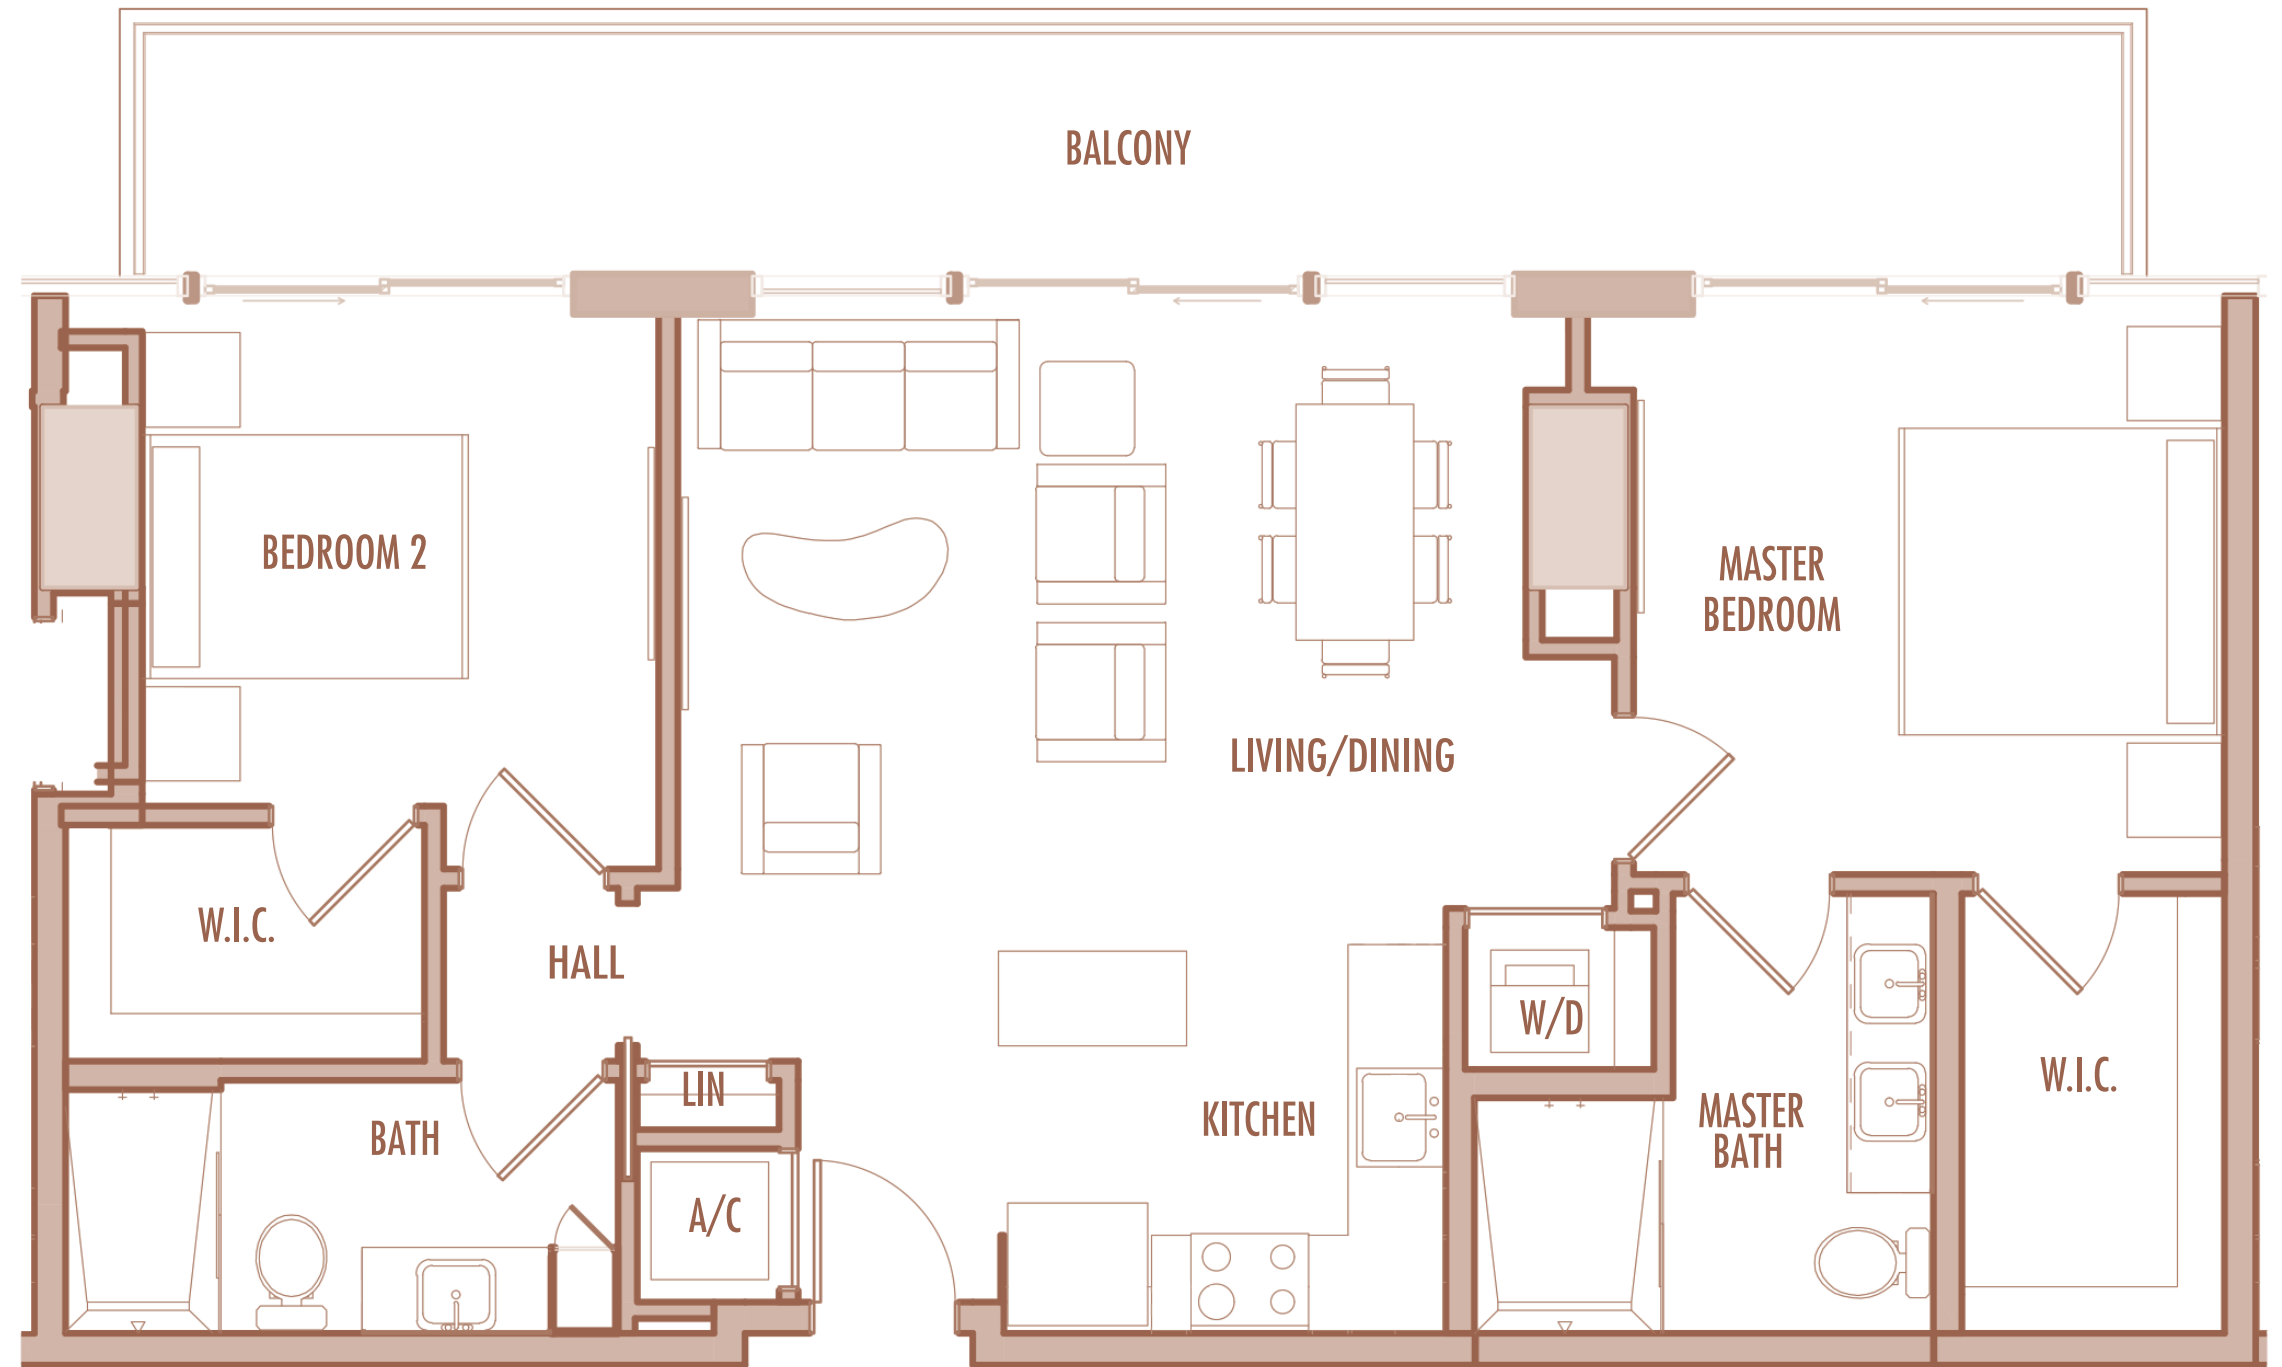 BALCONY
BEDROOM 2
MASTER
BEDROOM
LIVING/DINING
W.I.C.
HALL
W/D
W.I.C.
LIN
KITCHEN
MASTER
BATH
BATH
A/C